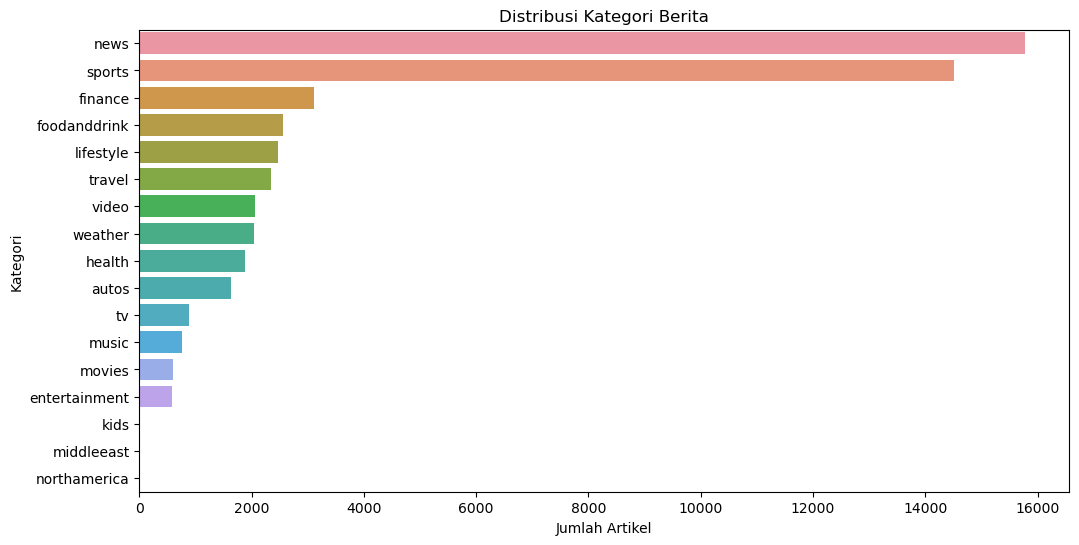 Distribusi Kategori Berita
news
sports
finance
foodanddrink
lifestyle
travel
video
weather
health
autos
tv
music
movies
entertainment
kids
middleeast
northamerica
Kategori
0 2000 4000 6000 8000 10000 12000 14000 16000
Jumlah Artikel